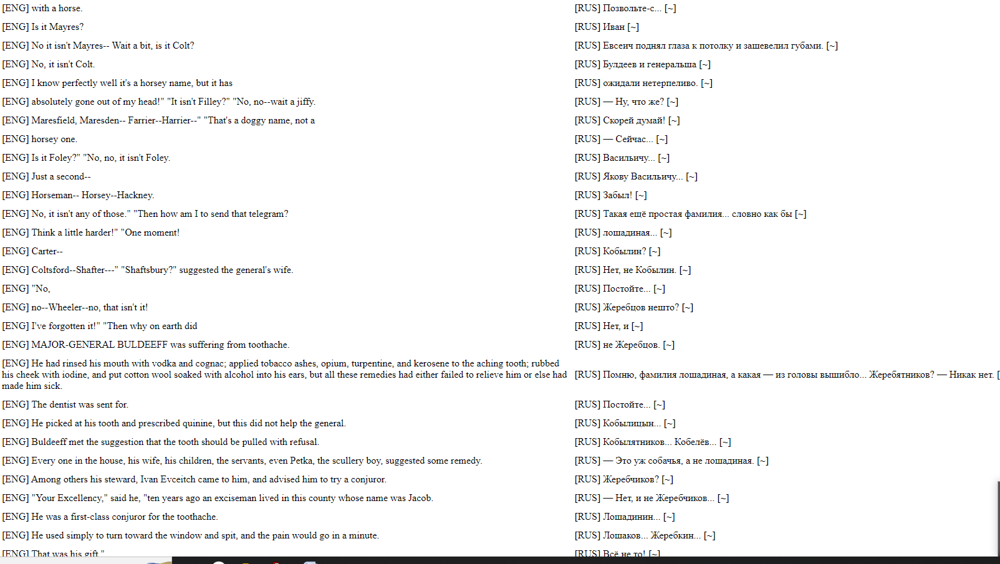 [ENG] with a horse. [RUS] Позвольте-с... [~]
[ENG] Is it Mayres? [RUS] Иван [~]
[ENG] No it isn't Mayres-- Wait a bit, is it Colt? [RUS] Евсеич поднял глаза к потолку и зашевелил губами. [~]
[ENG] No, it isn't Colt. [RUS] Булдеев и генеральша [~]
[ENG] I know perfectly well it's a horsey name, but it has [RUS] ожидали нетерпеливо. [~]
[ENG] absolutely gone out of my head!" "It isn't Filley?" "No, no--wait a jiffy. [RUS] — Ну, что же? [~]
[ENG] Maresfield, Maresden-- Farrier--Harrier--" "That's a doggy name, not a [RUS] Скорей думай! [~]
[ENG] horsey one. [RUS] — Сейчас... [~]
[ENG] Is it Foley?" "No, no, it isn't Foley. [RUS] Васильичу... [~]
[ENG] Just a second-- [RUS] Якову Васильичу... [~]
[ENG] Horseman-- Horsey--Hackney. [RUS] Забыл! [~]
[ENG] No, it isn't any of those." "Then how am I to send that telegram? [RUS] Такая ещё простая фамилия... словно как бы [~]
[ENG] Think a little harder!" "One moment! [RUS] лошадиная... [~]
[ENG] Carter-- [RUS] Кобылин? [~]
[ENG] Coltsford--Shafter---" "Shaftsbury?" suggested the general's wife. [RUS] Нет, не Кобылин. [~]
[ENG] "No, [RUS] Постойте... [~]
[ENG] no--Wheeler--no, that isn't it! [RUS] Жеребцов нешто? [~]
[ENG] I've forgotten it!" "Then why on earth did [RUS] Нет, и [~]
[ENG] MAJOR-GENERAL BULDEEFF was suffering from toothache. [RUS] не Жеребцов. [~]
[ENG] He had rinsed his mouth with vodka and cognac; applied tobacco ashes, opium, turpentine, and kerosene to the aching tooth; rubbed
his cheek with iodine, and put cotton wool soaked with alcohol into his ears, but all these remedies had either failed to relieve him or else had [RUS] Помню, фамилия лошадиная, а какая — из головы вышибло... Жеребятников? — Никак нет. [
made him sick.
[ENG] The dentist was sent for. [RUS] Постойте... [~]
[ENG] He picked at his tooth and prescribed quinine, but this did not help the general. [RUS] Кобылицын... [~]
[ENG] Buldeeff met the suggestion that the tooth should be pulled with refusal. [RUS] Кобылятников... Кобелёв... [~]
[ENG] Every one in the house, his wife, his children, the servants, even Petka, the scullery boy, suggested some remedy. [RUS] — Это уж собачья, а не лошадиная. [~]
[ENG] Among others his steward, Ivan Evceitch came to him, and advised him to try a conjuror. [RUS] Жеребчиков? [~]
[ENG] "Your Excellency," said he, "ten years ago an exciseman lived in this county whose name was Jacob. [RUS] — Нет, и не Жеребчиков... [~]
[ENG] He was a first-class conjuror for the toothache. [RUS] Лошадинин... [~]
[ENG] He used simply to turn toward the window and spit, and the pain would go in a minute. [RUS] Лошаков... Жеребкин... [~]
[ENG] That was his gift." [RUS] Всё не то! [~]